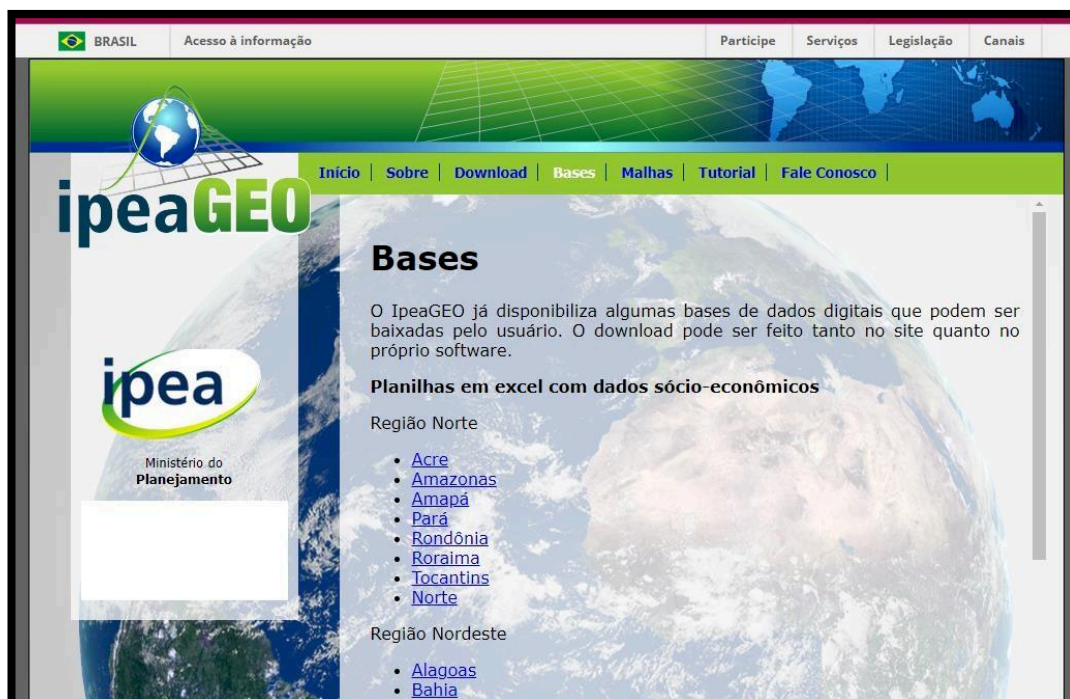 BRASIL
Acesso à informação
Participe
Serviços
Legislação
Canais
ipeaGEO
Início | Sobre | Download | Bases | Malhas | Tutorial | Fale Conosco |
Bases
O IpeaGEO já disponibiliza algumas bases de dados digitais que podem ser
baixadas pelo usuário. O download pode ser feito tanto no site quanto no
próprio software.
Planilhas em excel com dados sócio-econômicos
Região Norte
Acre
Amazonas
Amapá
Pará
Rondônia
Roraima
Tocantins
Norte
Região Nordeste
Alagoas
Bahia
ipea
Ministério do
Planejamento